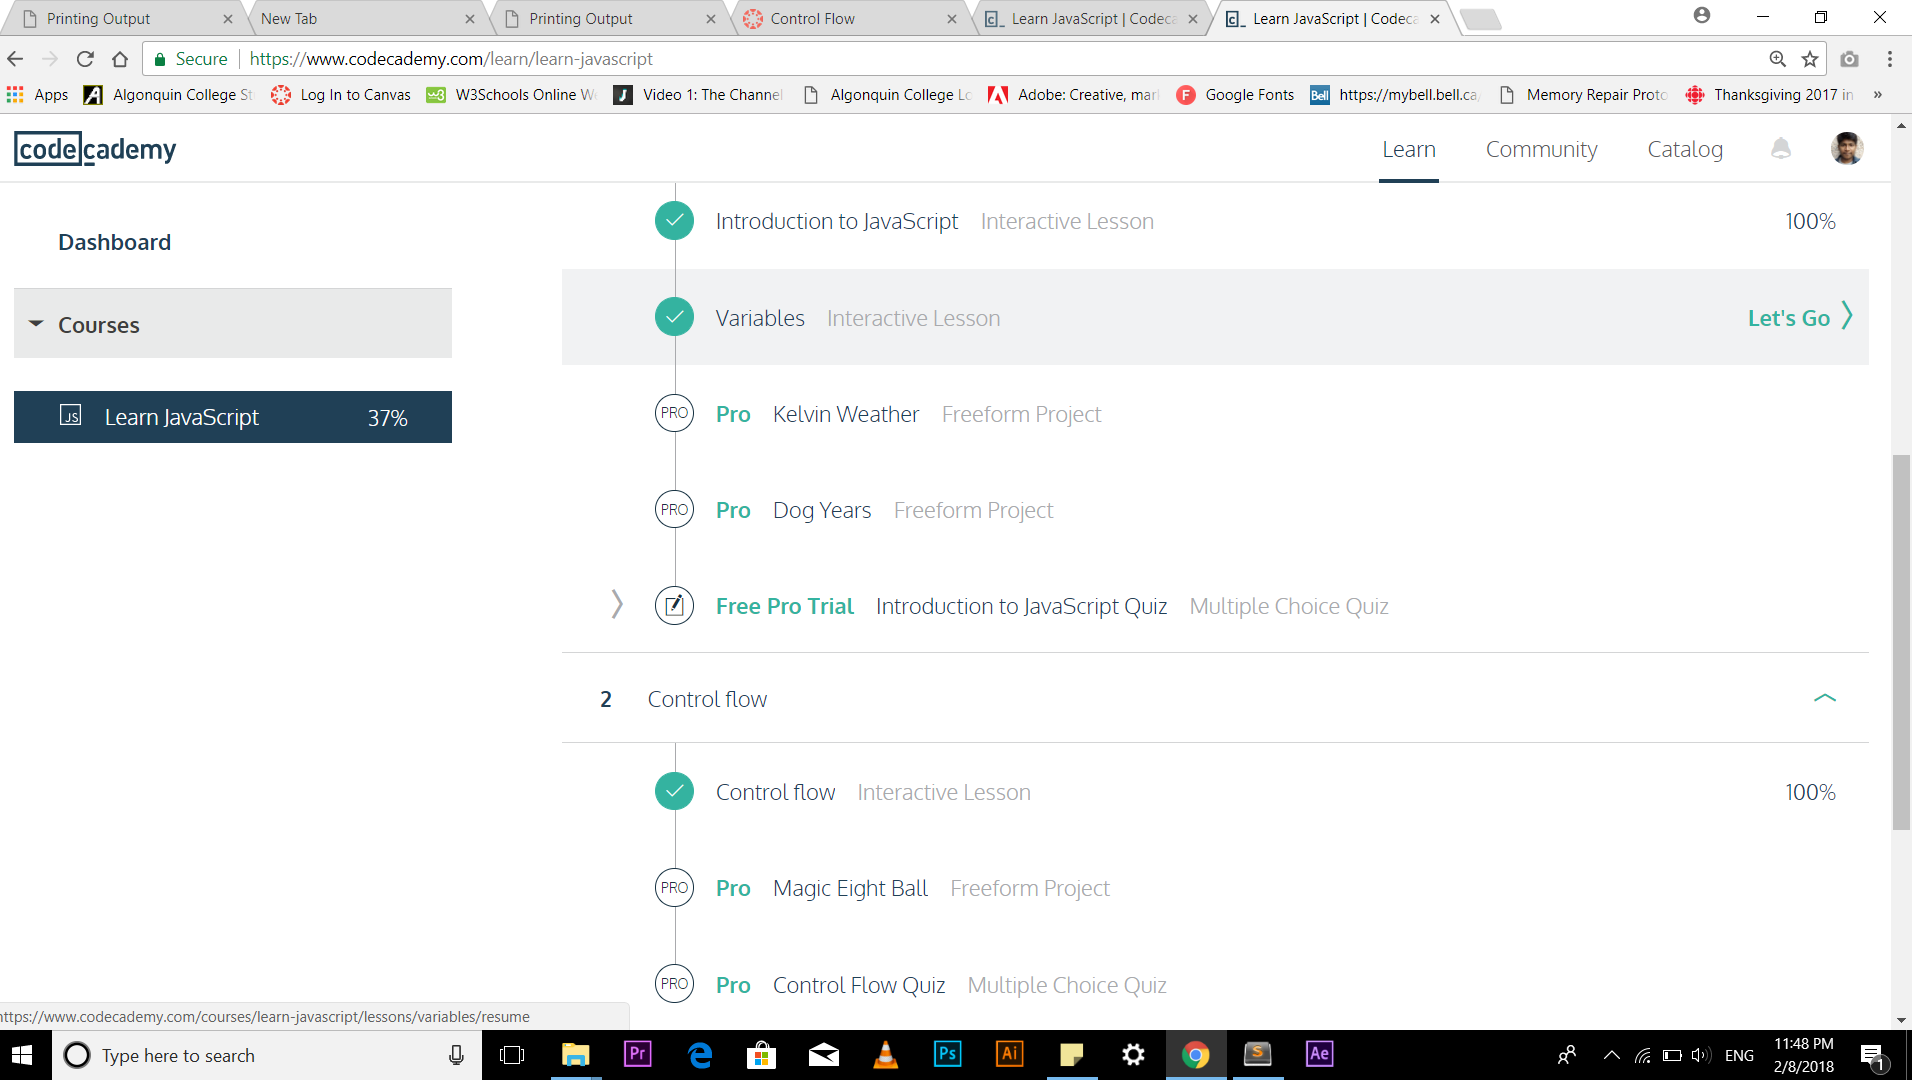 Printing Output
New Tab
Printing Output
Control Flow
Learn JavaScript | Codeca
Learn JavaScript | Codeca
Secure
https://www.codecademy.com/learn/learn-javascript
Apps
Algonquin College St
Log In to Canvas
W3Schools Online We
Video 1: The Channel
Algonquin College Lo
Adobe: Creative, mark
Google Fonts
https://mybell.bell.ca/
Memory Repair Proto
Thanksgiving 2017 in
»
codecademy
Learn
Community
Catalog
Dashboard
Courses
JS Learn JavaScript 37%
Introduction to JavaScript Interactive Lesson 100%
Variables Interactive Lesson Let's Go
PRO Pro Kelvin Weather Freeform Project
PRO Pro Dog Years Freeform Project
Free Pro Trial Introduction to JavaScript Quiz Multiple Choice Quiz
2 Control flow
Control flow Interactive Lesson 100%
PRO Pro Magic Eight Ball Freeform Project
PRO Pro Control Flow Quiz Multiple Choice Quiz
ttps://www.codecademy.com/courses/learn-javascript/lessons/variables/resume
Type here to search
Pr
Ps
Ai
S
Ae
ENG
11:48 PM
2/8/2018
1